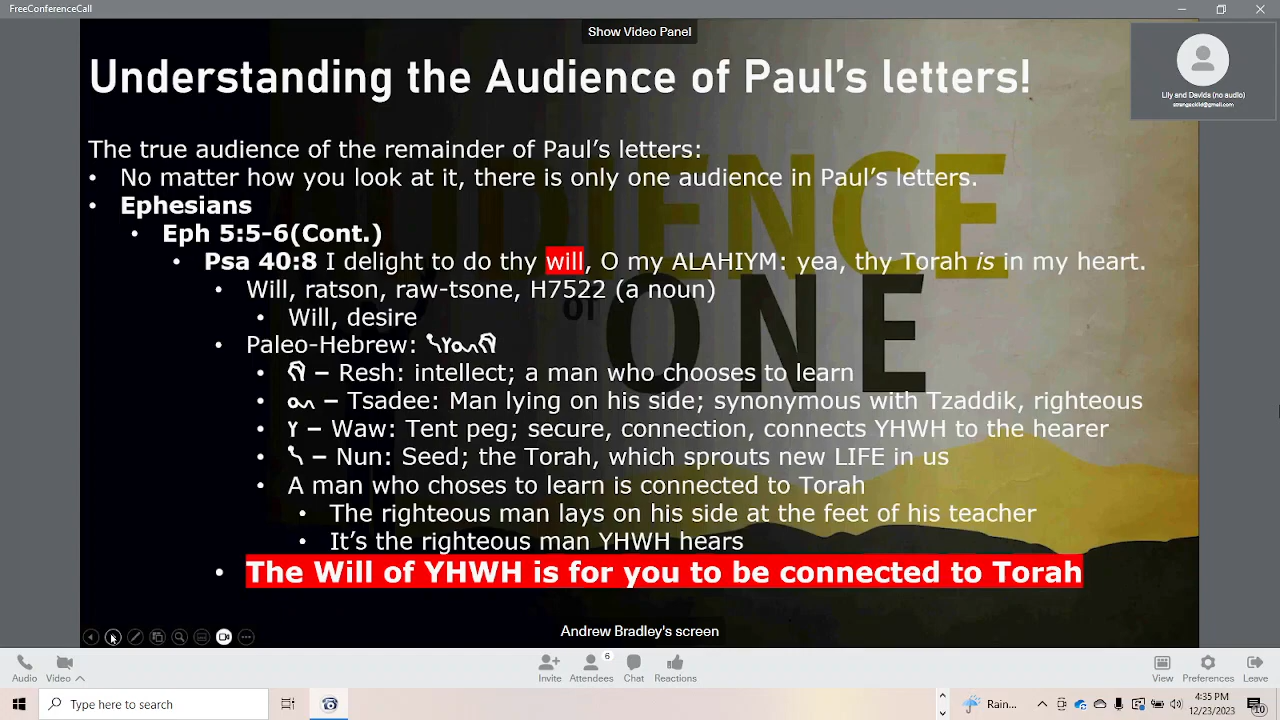 FreeConferenceCall
Show Video Panel
Understanding the Audience of Paul's letters!
Lily and Davids (no audio)
The true audience of the remainder of Paul's letters:
• No matter how you look at it, there is only one audience in Paul's letters.
• Ephesians
• Eph 5:5-6(Cont.)
• Psa 40:8 I delight to do thy will, O my ALAHIYM: yea, thy Torah is in my heart.
• Will, ratson, raw-tsone, H7522 (a noun)
• Will, desire
• Paleo-Hebrew:
• – Resh: intellect; a man who chooses to learn
• – Tsadee: Man lying on his side; synonymous with Tzaddik, righteous
• – Waw: Tent peg; secure, connection, connects YHWH to the hearer
• – Nun: Seed; the Torah, which sprouts new LIFE in us
• A man who choses to learn is connected to Torah
• The righteous man lays on his side at the feet of his teacher
• It's the righteous man YHWH hears
• The Will of YHWH is for you to be connected to Torah
AUDIENCE
of ONE
Andrew Bradley's screen
Audio Video Invite Attendees 6 Chat Reactions View Preferences Leave
Type here to search
Rain...
4:35 PM
12/23/2023
10